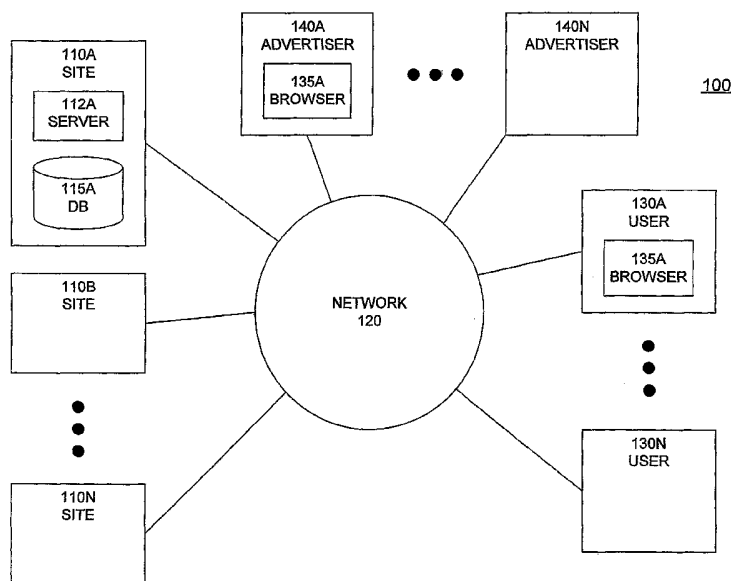 110A
SITE
112A
SERVER
115A
DB
140A
ADVERTISER
135A
BROWSER
140N
ADVERTISER
100
130A
USER
135A
BROWSER
110B
SITE
NETWORK
120
110N
SITE
130N
USER